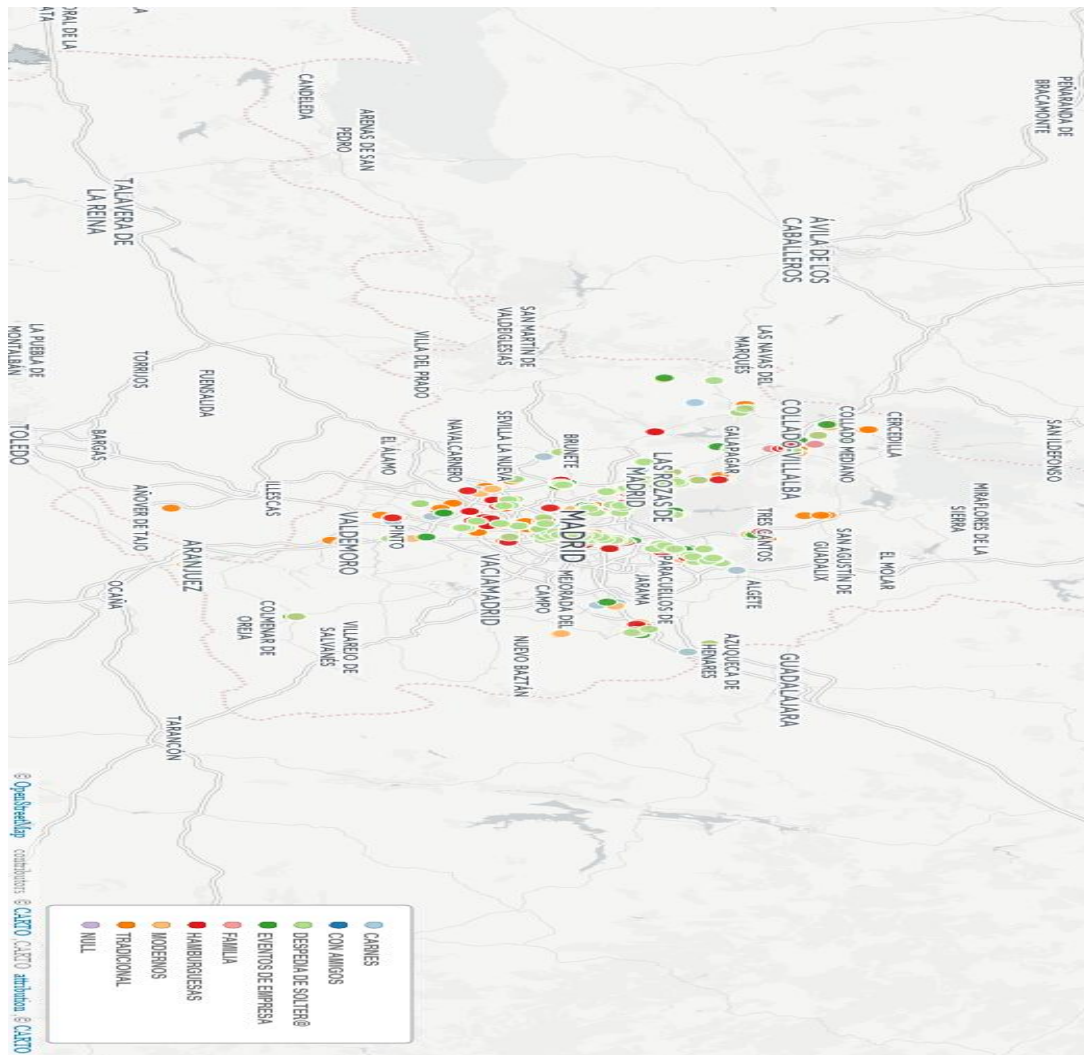 PEÑARANDA DE
BRACAMONTE
SAN ILDEFONSO
MIRAFLORES DE LA
SIERRA
CERCEDILLA
EL MOLAR
COLLADO MEDIANO
SAN AGUSTÍN DE
GUADALIX
ÁVILA DE LOS
CABALLEROS
COLLADO VILLALBA
GUADALAJARA
LAS NAVAS DEL
MARQUÉS
TRES CANTOS
ALGETE
GALAPAGAR
AZUQUECA DE
HENARES
LAS ROZAS DE
MADRID
PARACUELLOS DE
JARAMA
MADRID
BRUNETE
MEJORADA DEL
CAMPO
SAN MARTÍN DE
VALDEIGLESIAS
NUEVO BAZTÁN
SEVILLA LA NUEVA
VACIAMADRID
NAVALCARNERO
VILLA DEL PRADO
PINTO
EL ÁLAMO
ARENAS DE SAN
PEDRO
VALDEMORO
VILLAREJO DE
SALVANÉS
CANDELEDA
ILLESCAS
COLMENAR DE
OREJA
FUENSALIDA
ARANJUEZ
TARANCÓN
TORRIJOS
AÑOVER DE TAJO
TALAVERA DE
LA REINA
BARGAS
OCAÑA
ORAL DE LA
ATA
LA PUEBLA DE
MONTALBÁN
TOLEDO
CARNES
CON AMIGOS
DESPEDIDA DE SOLTER@
EVENTOS DE EMPRESA
FAMILIA
HAMBURGUESAS
MODERNOS
TRADICIONAL
NULL
© OpenStreetMap contributors © CARTO, CARTO attribution, © CARTO